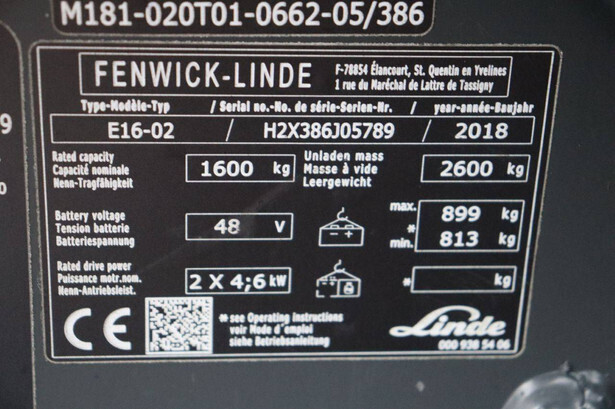 M181-020T01-0662-05/386
FENWICK-LINDE
F-78854 Élancourt, St. Quentin en Yvelines
1 rue du Maréchal de Lattre de Tassigny
Type-Modèle-Typ / Serial no.-No. de série-Serien-Nr. / year-année-Baujahr
E16-02 / H2X386J05789 / 2018
Rated capacity
Capacité nominale
Nenn-Tragfähigkeit
1600 kg
Unladen mass
Masse à vide
Leergewicht
2600 kg
Battery voltage
Tension batterie
Batteriespannung
48 V
- +
max. 899 kg
*
min. 813 kg
Rated drive power
Puissance motr.nom.
Nenn-Antriebsleist.
2 X 4;6 kW
* kg
CE
* see Operating Instructions
voir Mode d'emploi
siehe Betriebsanleitung
Linde
000 938 54 06
9
0